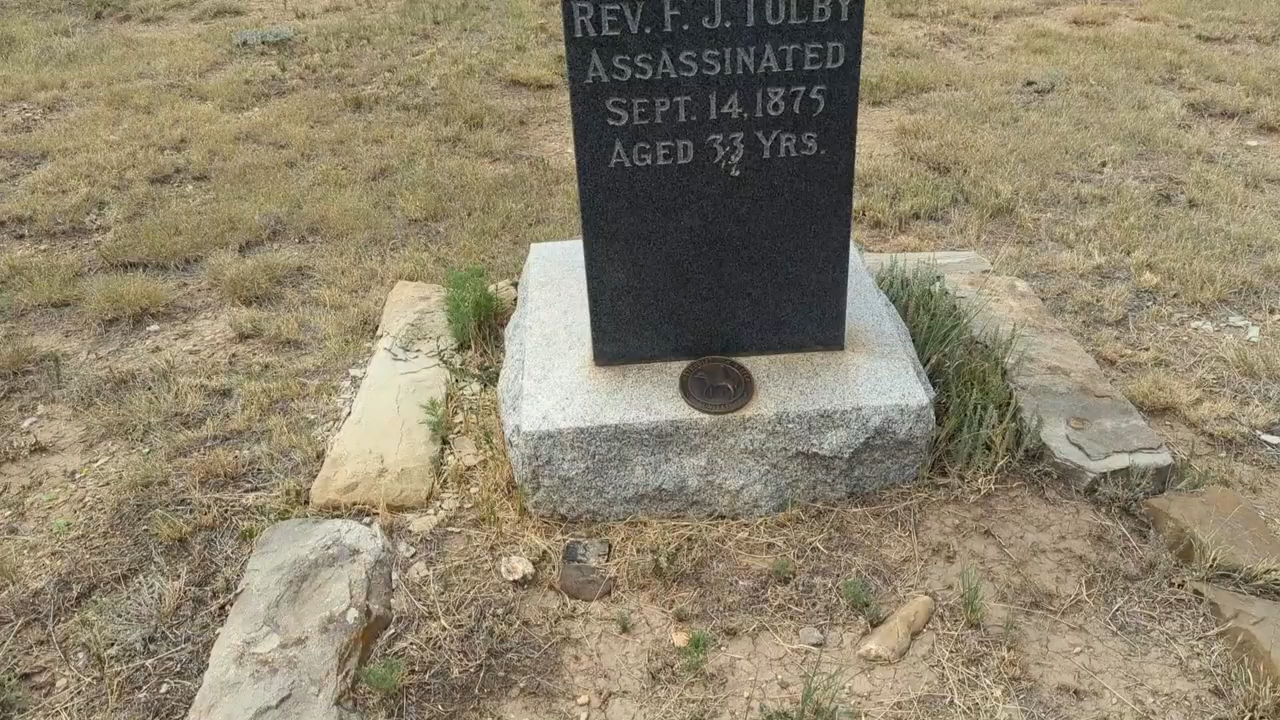 REV. F. J. TOLBY
ASSASSINATED
SEPT. 14, 1875
AGED 33 YRS.